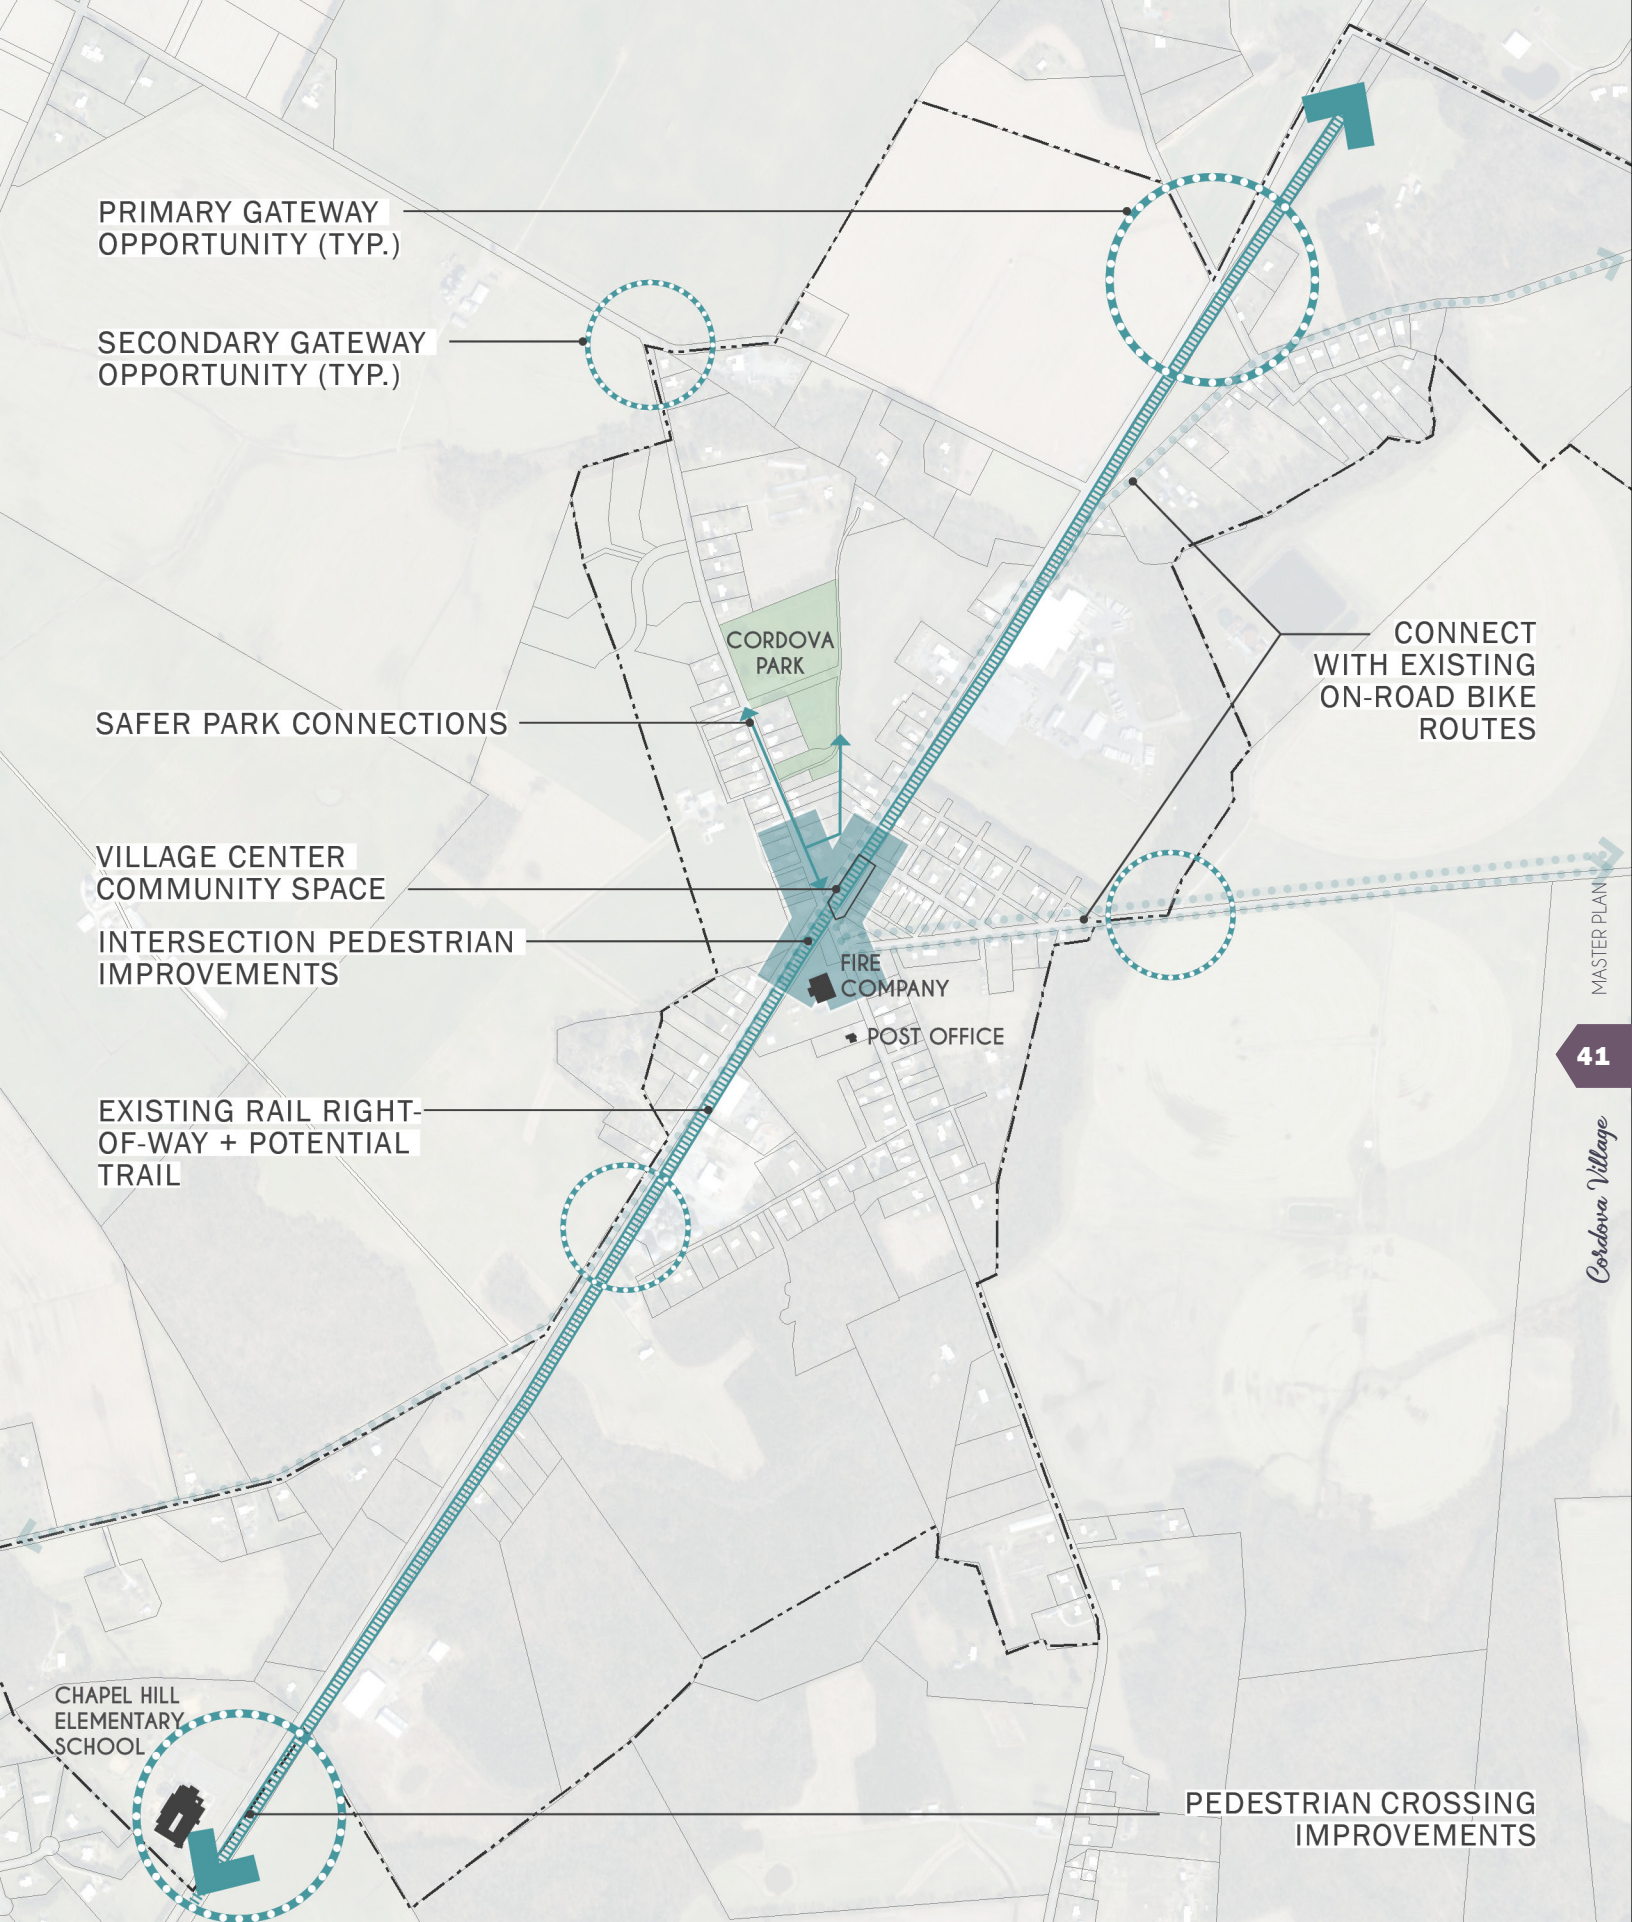 PRIMARY GATEWAY
OPPORTUNITY (TYP.)
SECONDARY GATEWAY
OPPORTUNITY (TYP.)
CORDOVA
PARK
CONNECT
WITH EXISTING
ON-ROAD BIKE
ROUTES
SAFER PARK CONNECTIONS
VILLAGE CENTER
COMMUNITY SPACE
INTERSECTION PEDESTRIAN
IMPROVEMENTS
FIRE
COMPANY
POST OFFICE
MASTER PLAN
41
Cordova Village
EXISTING RAIL RIGHT-
OF-WAY + POTENTIAL
TRAIL
CHAPEL HILL
ELEMENTARY
SCHOOL
PEDESTRIAN CROSSING
IMPROVEMENTS